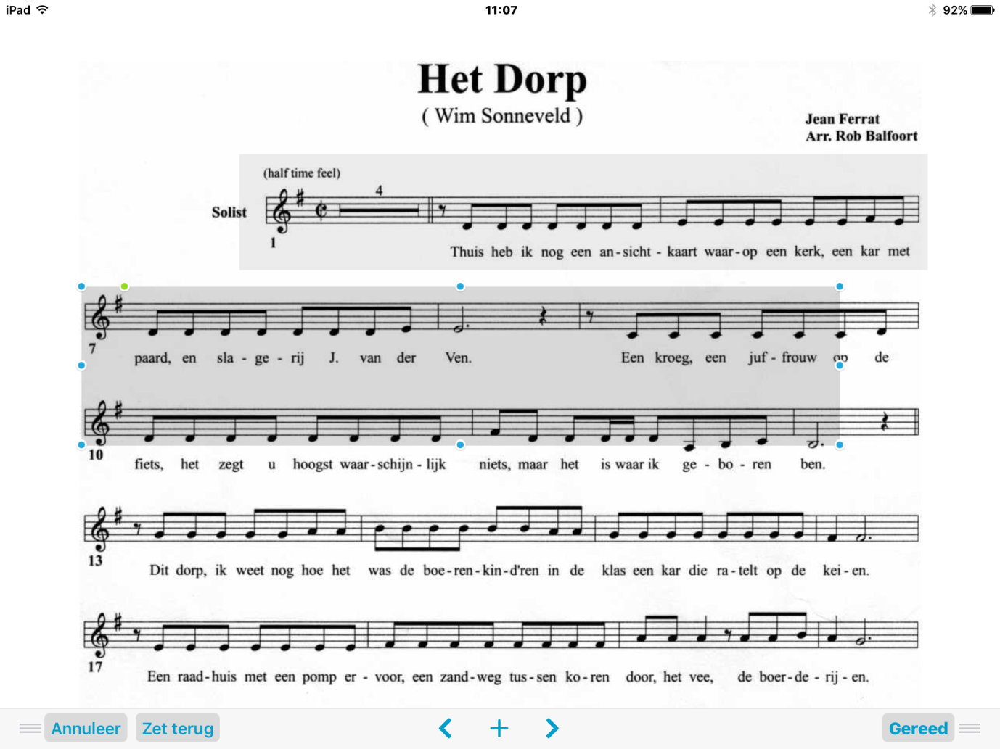 iPad 11:07 92%
Het Dorp
( Wim Sonneveld )
Jean Ferrat
Arr. Rob Balfoort
(half time feel)
4
Solist
1
Thuis heb ik nog een an - sicht - kaart waar - op een kerk, een kar met
7
paard, en sla - ge - rij J. van der Ven. Een kroeg, een juf - frouw op de
10
fiets, het zegt u hoogst waar - schijn - lijk niets, maar het is waar ik ge - bo - ren ben.
13
Dit dorp, ik weet nog hoe het was de boe - ren - kin - d'ren in de klas een kar die ra - telt op de kei - en.
17
Een raad - huis met een pomp er - voor, een zand - weg tus - sen ko - ren door, het vee, de boer - de - rij - en.
Annuleer Zet terug Gereed